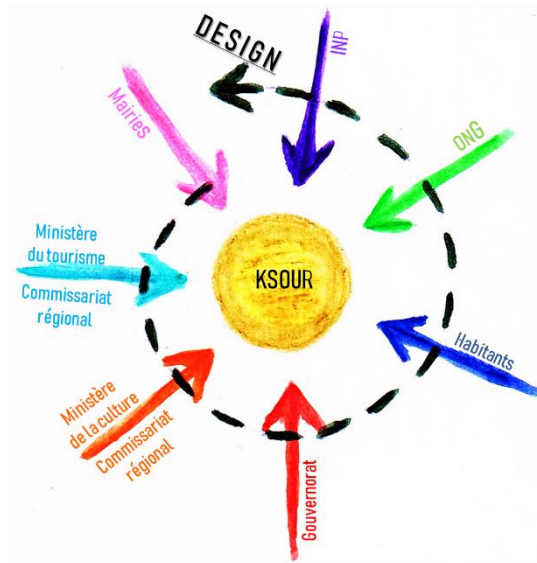 DESIGN
INP
Mairies
ONG
Ministère
du tourisme
Commissariat
régional
KSOUR
Habitants
Ministère
de la culture
Commissariat
régional
Gouvernorat